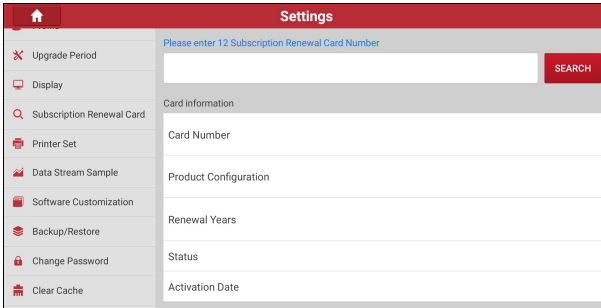 Settings
Upgrade Period
Display
Subscription Renewal Card
Printer Set
Data Stream Sample
Software Customization
Backup/Restore
Change Password
Clear Cache
Please enter 12 Subscription Renewal Card Number
SEARCH
Card information
Card Number
Product Configuration
Renewal Years
Status
Activation Date